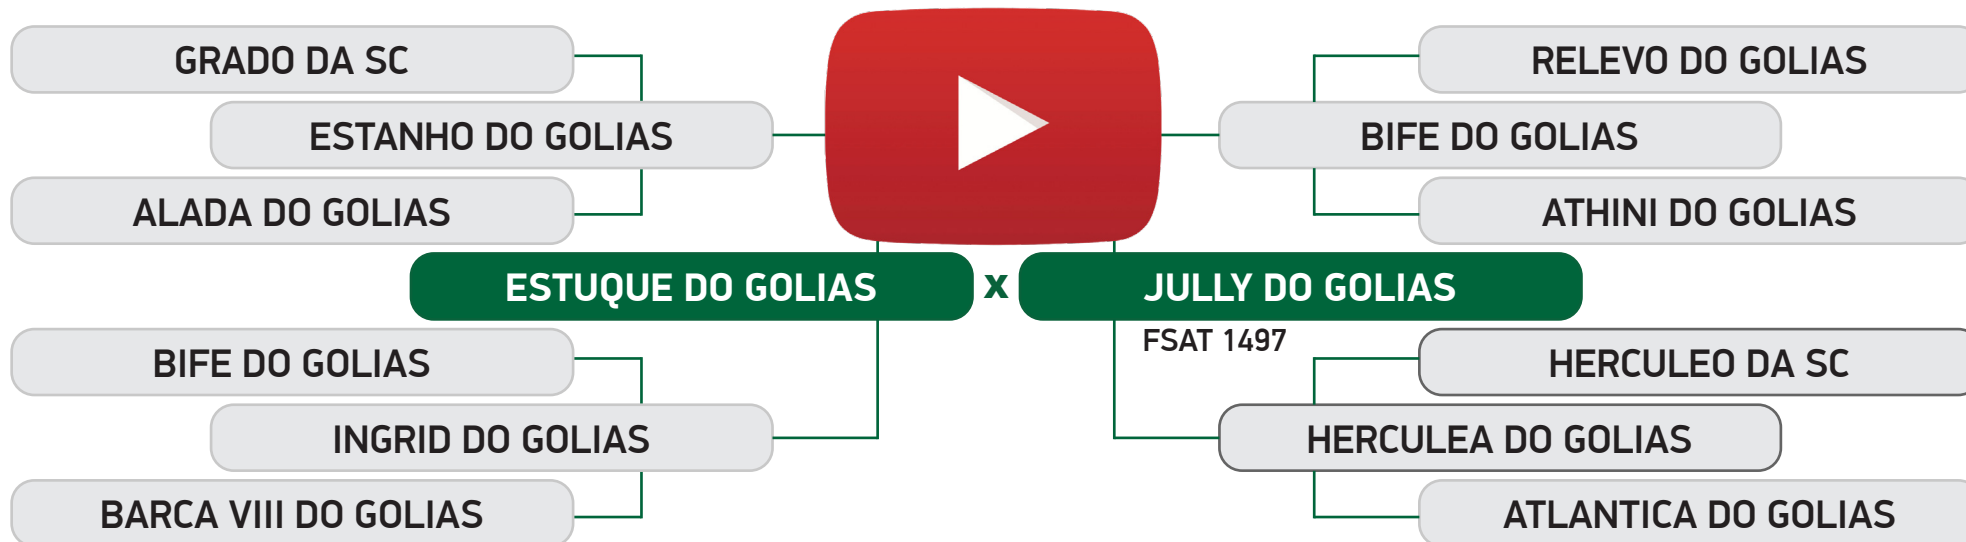 GRADO DA SC
RELEVO DO GOLIAS
ESTANHO DO GOLIAS
BIFE DO GOLIAS
ALADA DO GOLIAS
ATHINI DO GOLIAS
ESTUQUE DO GOLIAS x JULLY DO GOLIAS
FSAT 1497
BIFE DO GOLIAS
HERCULEO DA SC
INGRID DO GOLIAS
HERCULEA DO GOLIAS
BARCA VIII DO GOLIAS
ATLANTICA DO GOLIAS